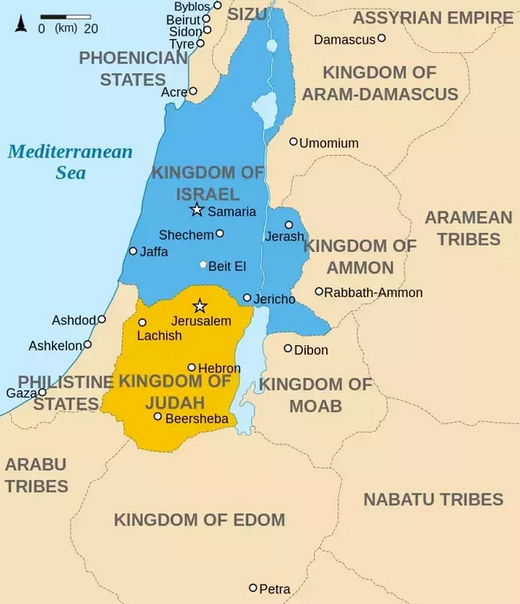 Byblos
SIZU
ASSYRIAN EMPIRE
0 (km) 20
Beirut
Sidon
Damascus
Tyre
PHOENICIAN
STATES
KINGDOM OF
ARAM-DAMASCUS
Acre
Umomium
Mediterranean
Sea
KINGDOM OF
ISRAEL
Samaria
ARAMEAN
TRIBES
Shechem
Jerash
KINGDOM OF
AMMON
Jaffa
Beit El
Jericho
Rabbath-Ammon
Ashdod
Jerusalem
Lachish
Ashkelon
Dibon
Hebron
Gaza
PHILISTINE
STATES
KINGDOM OF
JUDAH
KINGDOM OF
MOAB
Beersheba
ARABU
TRIBES
NABATU TRIBES
KINGDOM OF EDOM
Petra